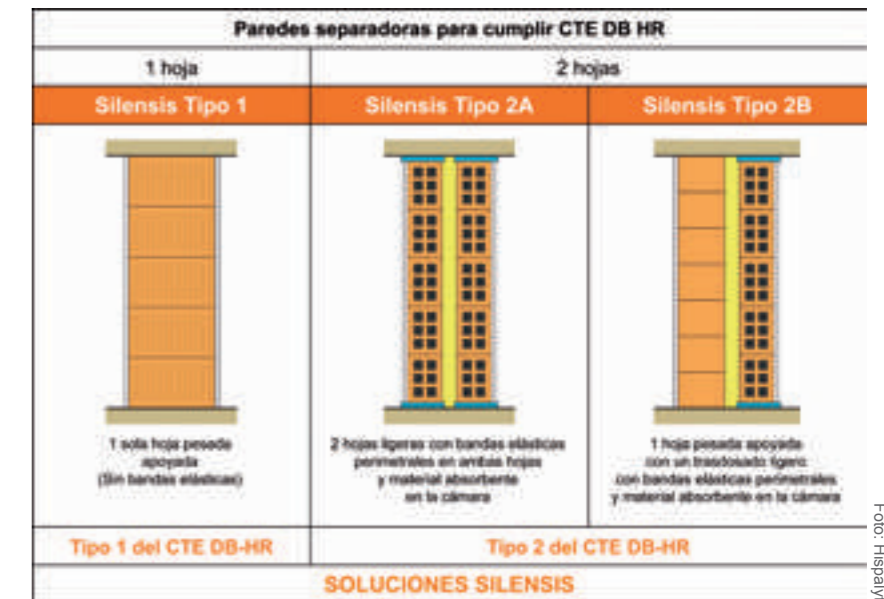 Paredes separadoras para cumplir CTE DB HR
1 hoja
2 hojas
Silensis Tipo 1
Silensis Tipo 2A
Silensis Tipo 2B
1 sola hoja pesada
apoyada
(Sin bandas elásticas)
2 hojas ligeras con bandas elásticas
perimetrales en ambas hojas
y material absorbente
en la cámara
1 hoja pesada apoyada
con un trasdosado ligero
con bandas elásticas perimetrales
y material absorbente en la cámara
Tipo 1 del CTE DB-HR
Tipo 2 del CTE DB-HR
SOLUCIONES SILENSIS
Foto: Hispalyt